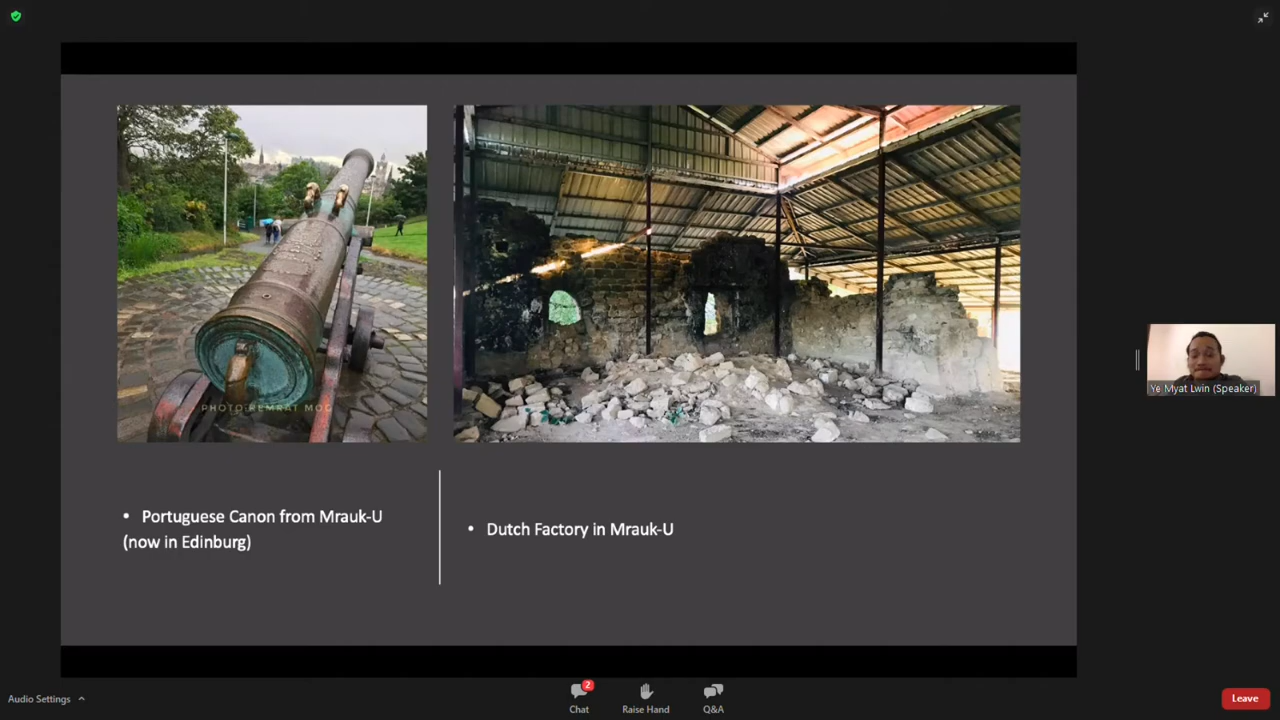 PHOTO REMRAT MOG
• Portuguese Canon from Mrauk-U
(now in Edinburg)
• Dutch Factory in Mrauk-U
Ye Myat Lwin (Speaker)
Audio Settings
2
Chat
Raise Hand
Q&A
Leave